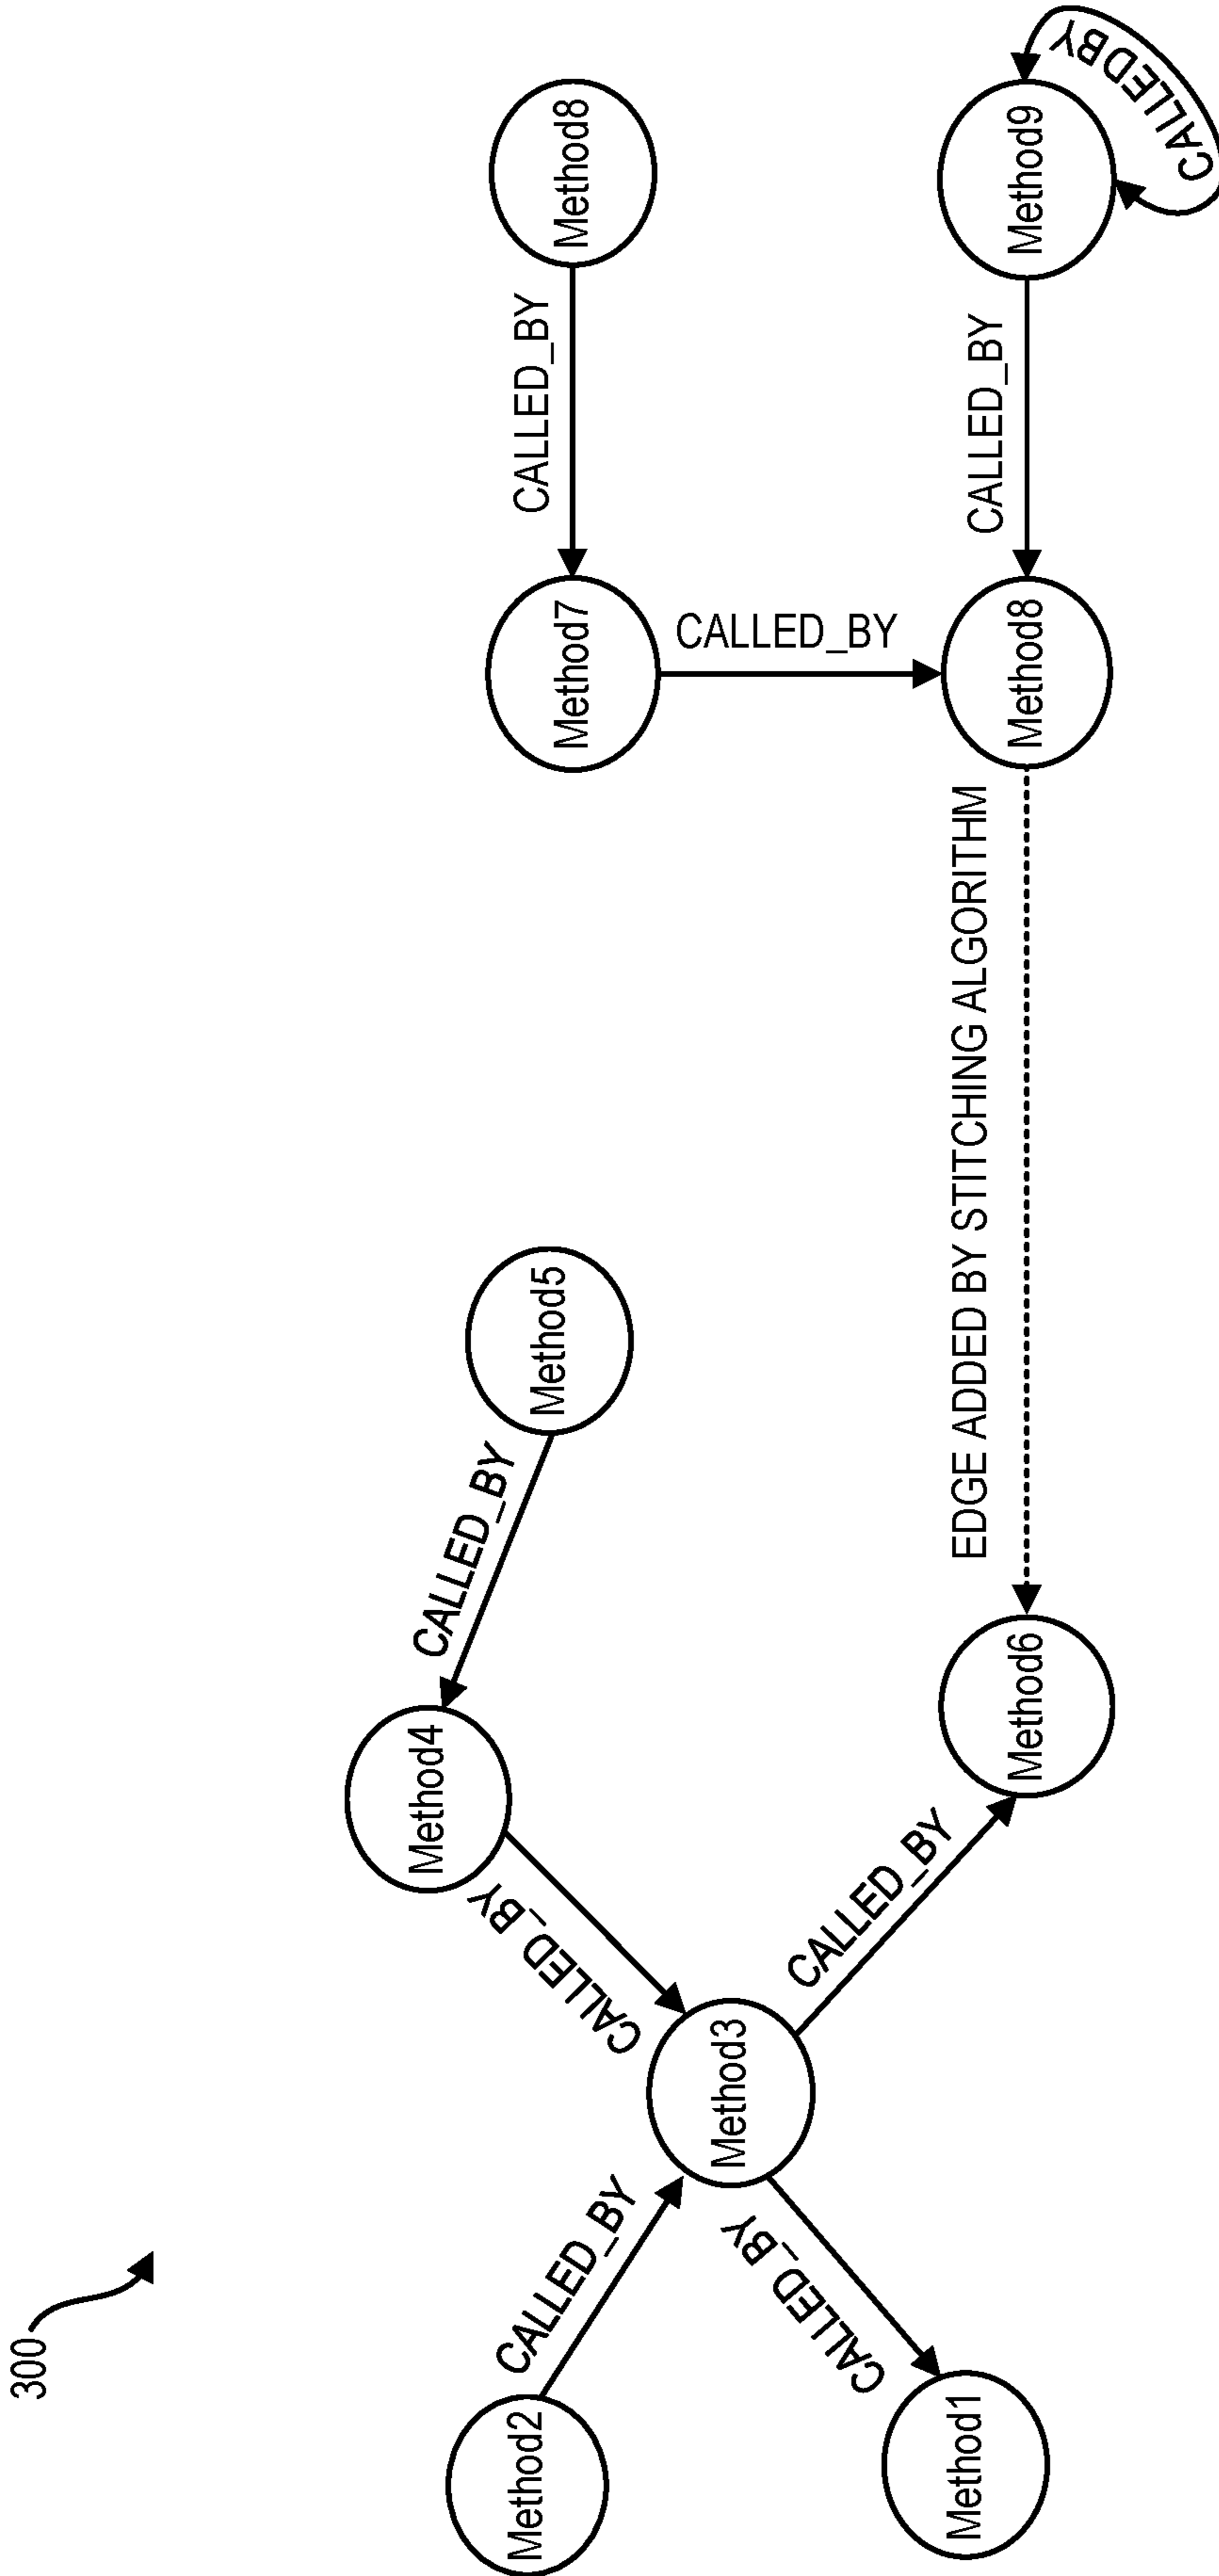 300
Method2
CALLED_BY
Method3
CALLED_BY
Method4
CALLED_BY
Method5
CALLED_BY
Method1
CALLED_BY
Method6
EDGE ADDED BY STITCHING ALGORITHM
Method7
CALLED_BY
Method8
CALLED_BY
Method8
CALLED_BY
Method9
CALLEDBY